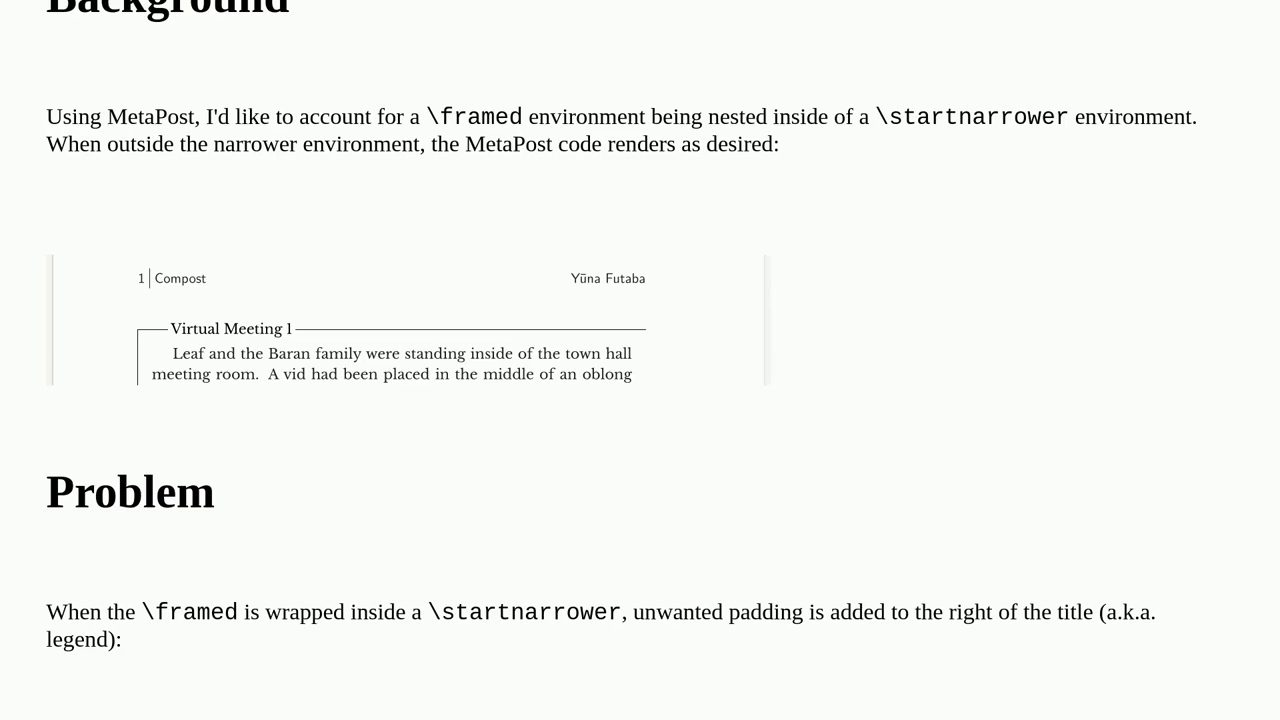 Background
Using MetaPost, I'd like to account for a \framed environment being nested inside of a \startnarrower environment.
When outside the narrower environment, the MetaPost code renders as desired:
1 Compost Yūna Futaba
Virtual Meeting 1
Leaf and the Baran family were standing inside of the town hall
meeting room. A vid had been placed in the middle of an oblong
Problem
When the \framed is wrapped inside a \startnarrower, unwanted padding is added to the right of the title (a.k.a.
legend):